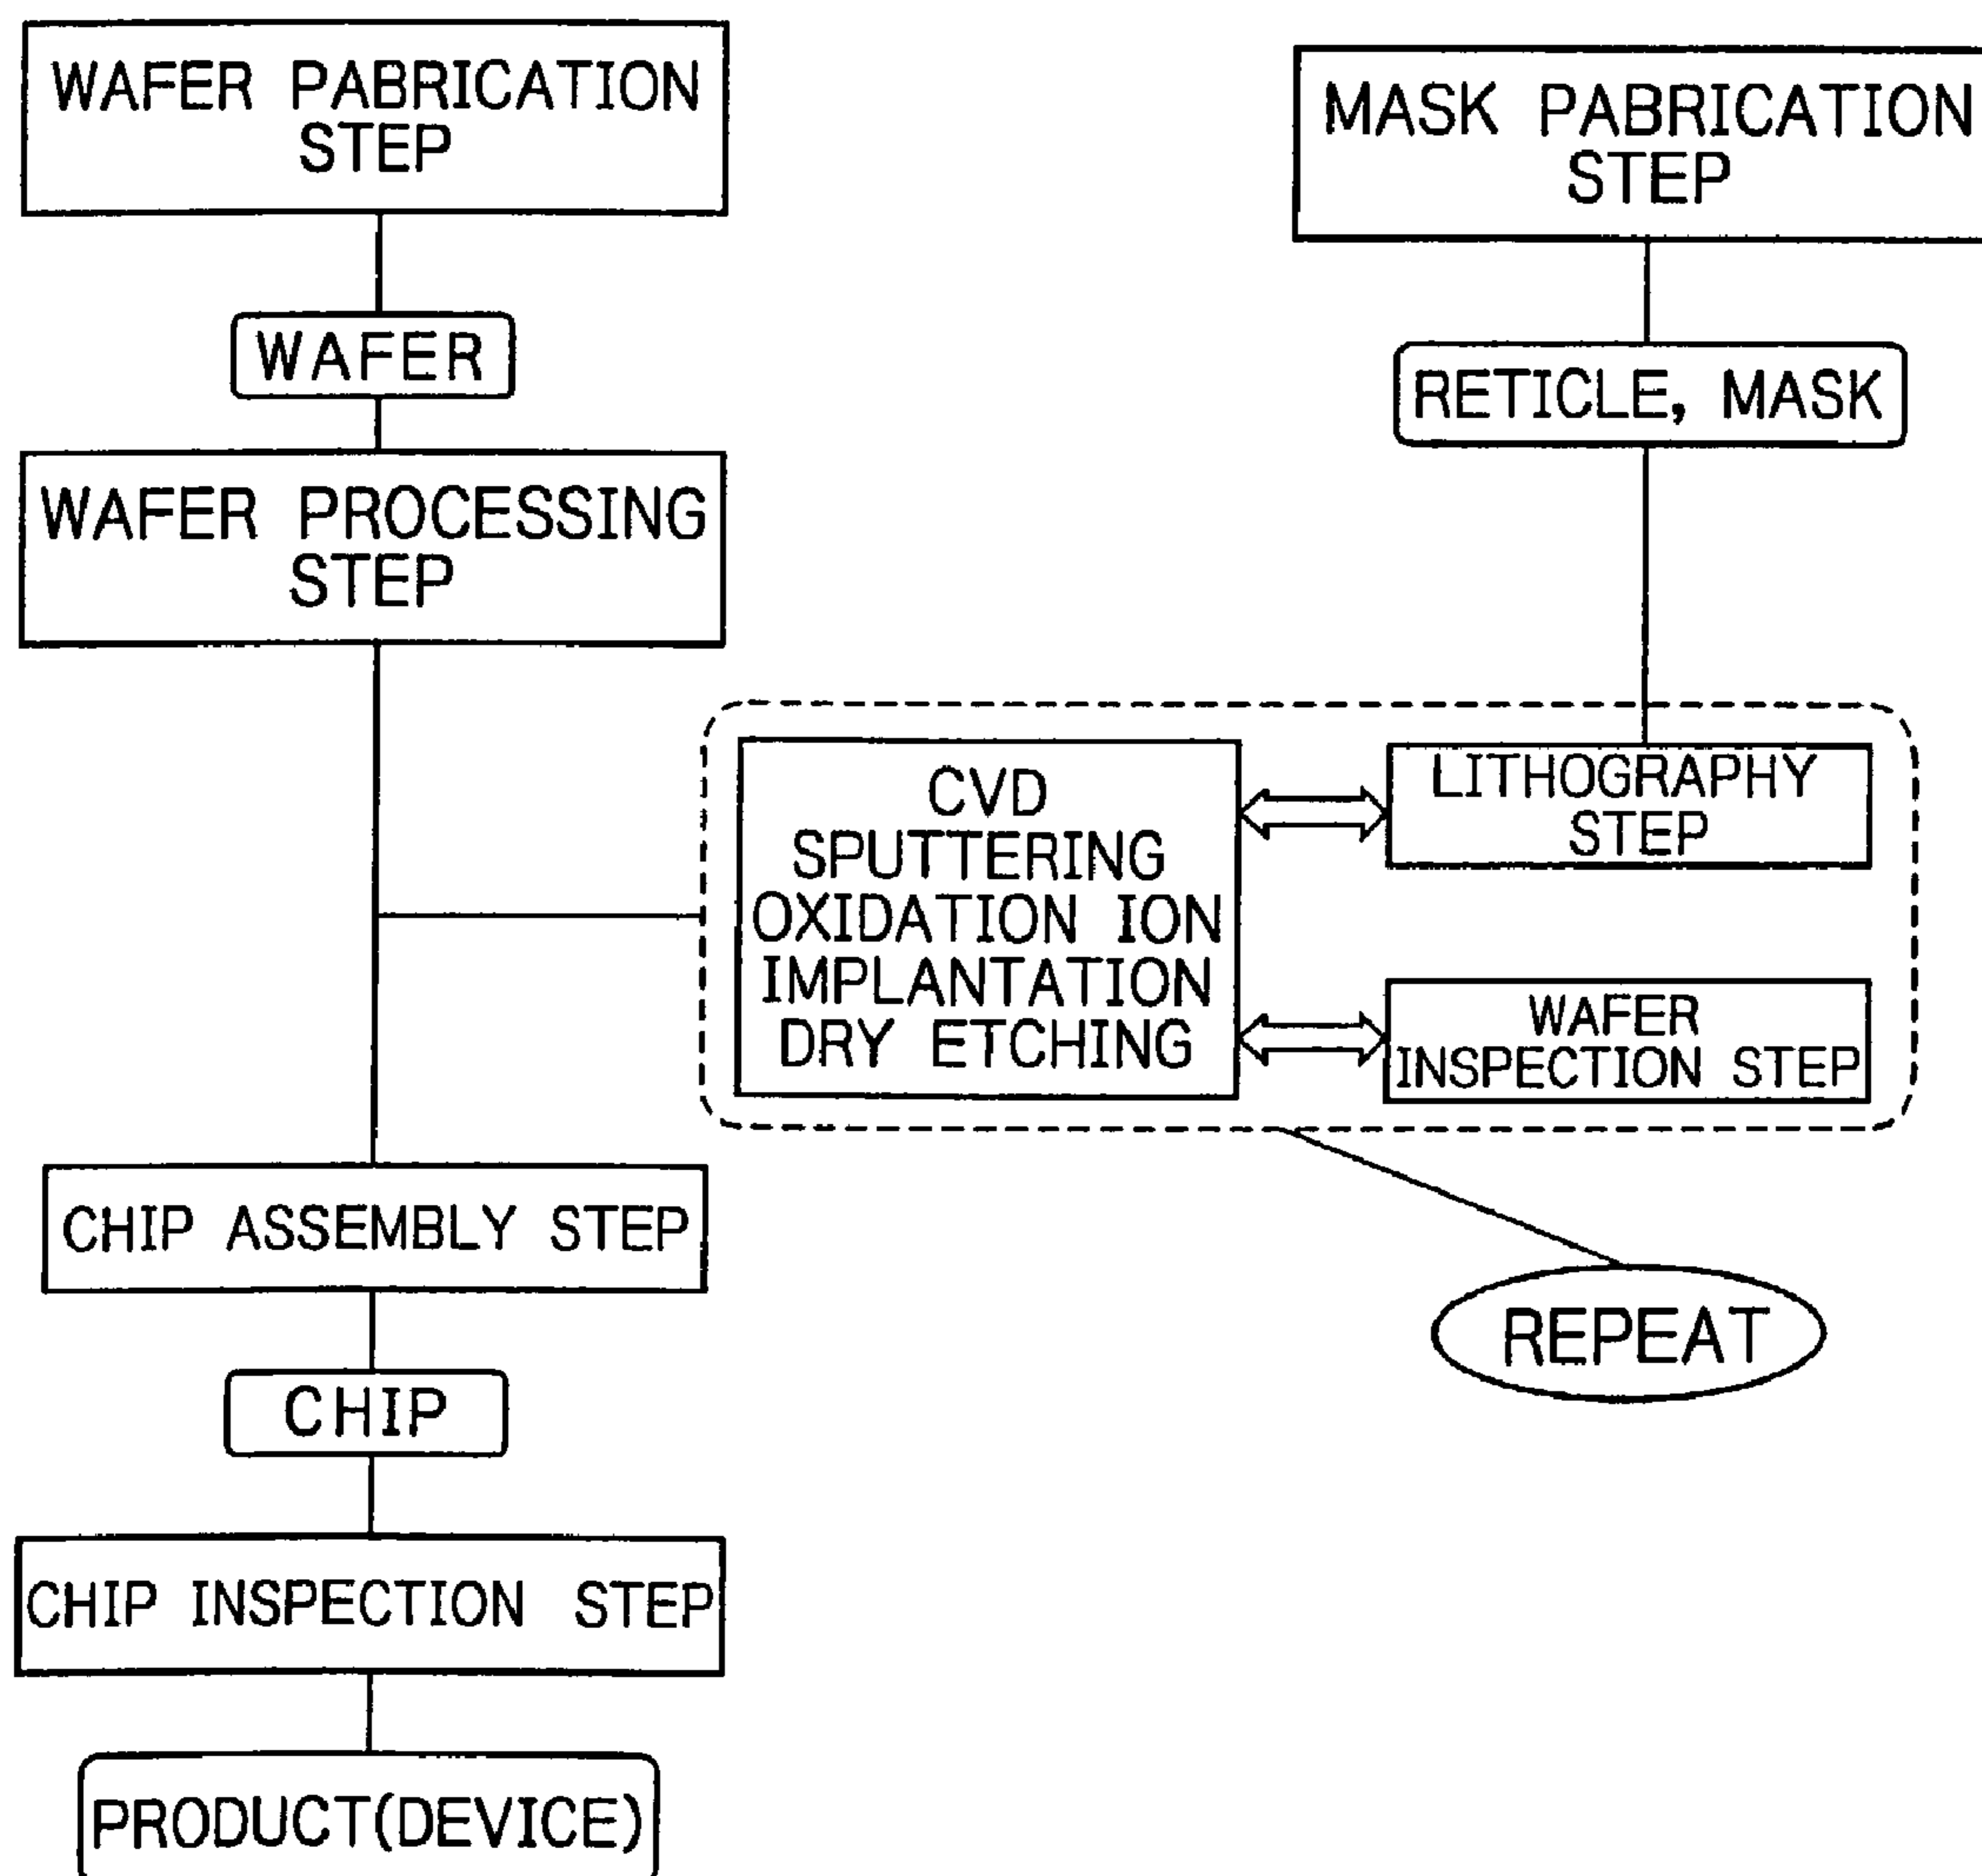 WAFER PABRICATION
STEP
WAFER
WAFER PROCESSING
STEP
MASK PABRICATION
STEP
RETICLE, MASK
CVD
SPUTTERING
OXIDATION ION
IMPLANTATION
DRY ETCHING
LITHOGRAPHY
STEP
WAFER
INSPECTION STEP
REPEAT
CHIP ASSEMBLY STEP
CHIP
CHIP INSPECTION STEP
PRODUCT(DEVICE)